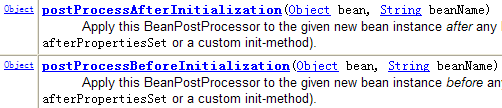 Object postProcessAfterInitialization(Object bean, String beanName)
Apply this BeanPostProcessor to the given new bean instance after any
afterPropertiesSet or a custom init-method).
Object postProcessBeforeInitialization(Object bean, String beanName)
Apply this BeanPostProcessor to the given new bean instance before
afterPropertiesSet or a custom init-method).